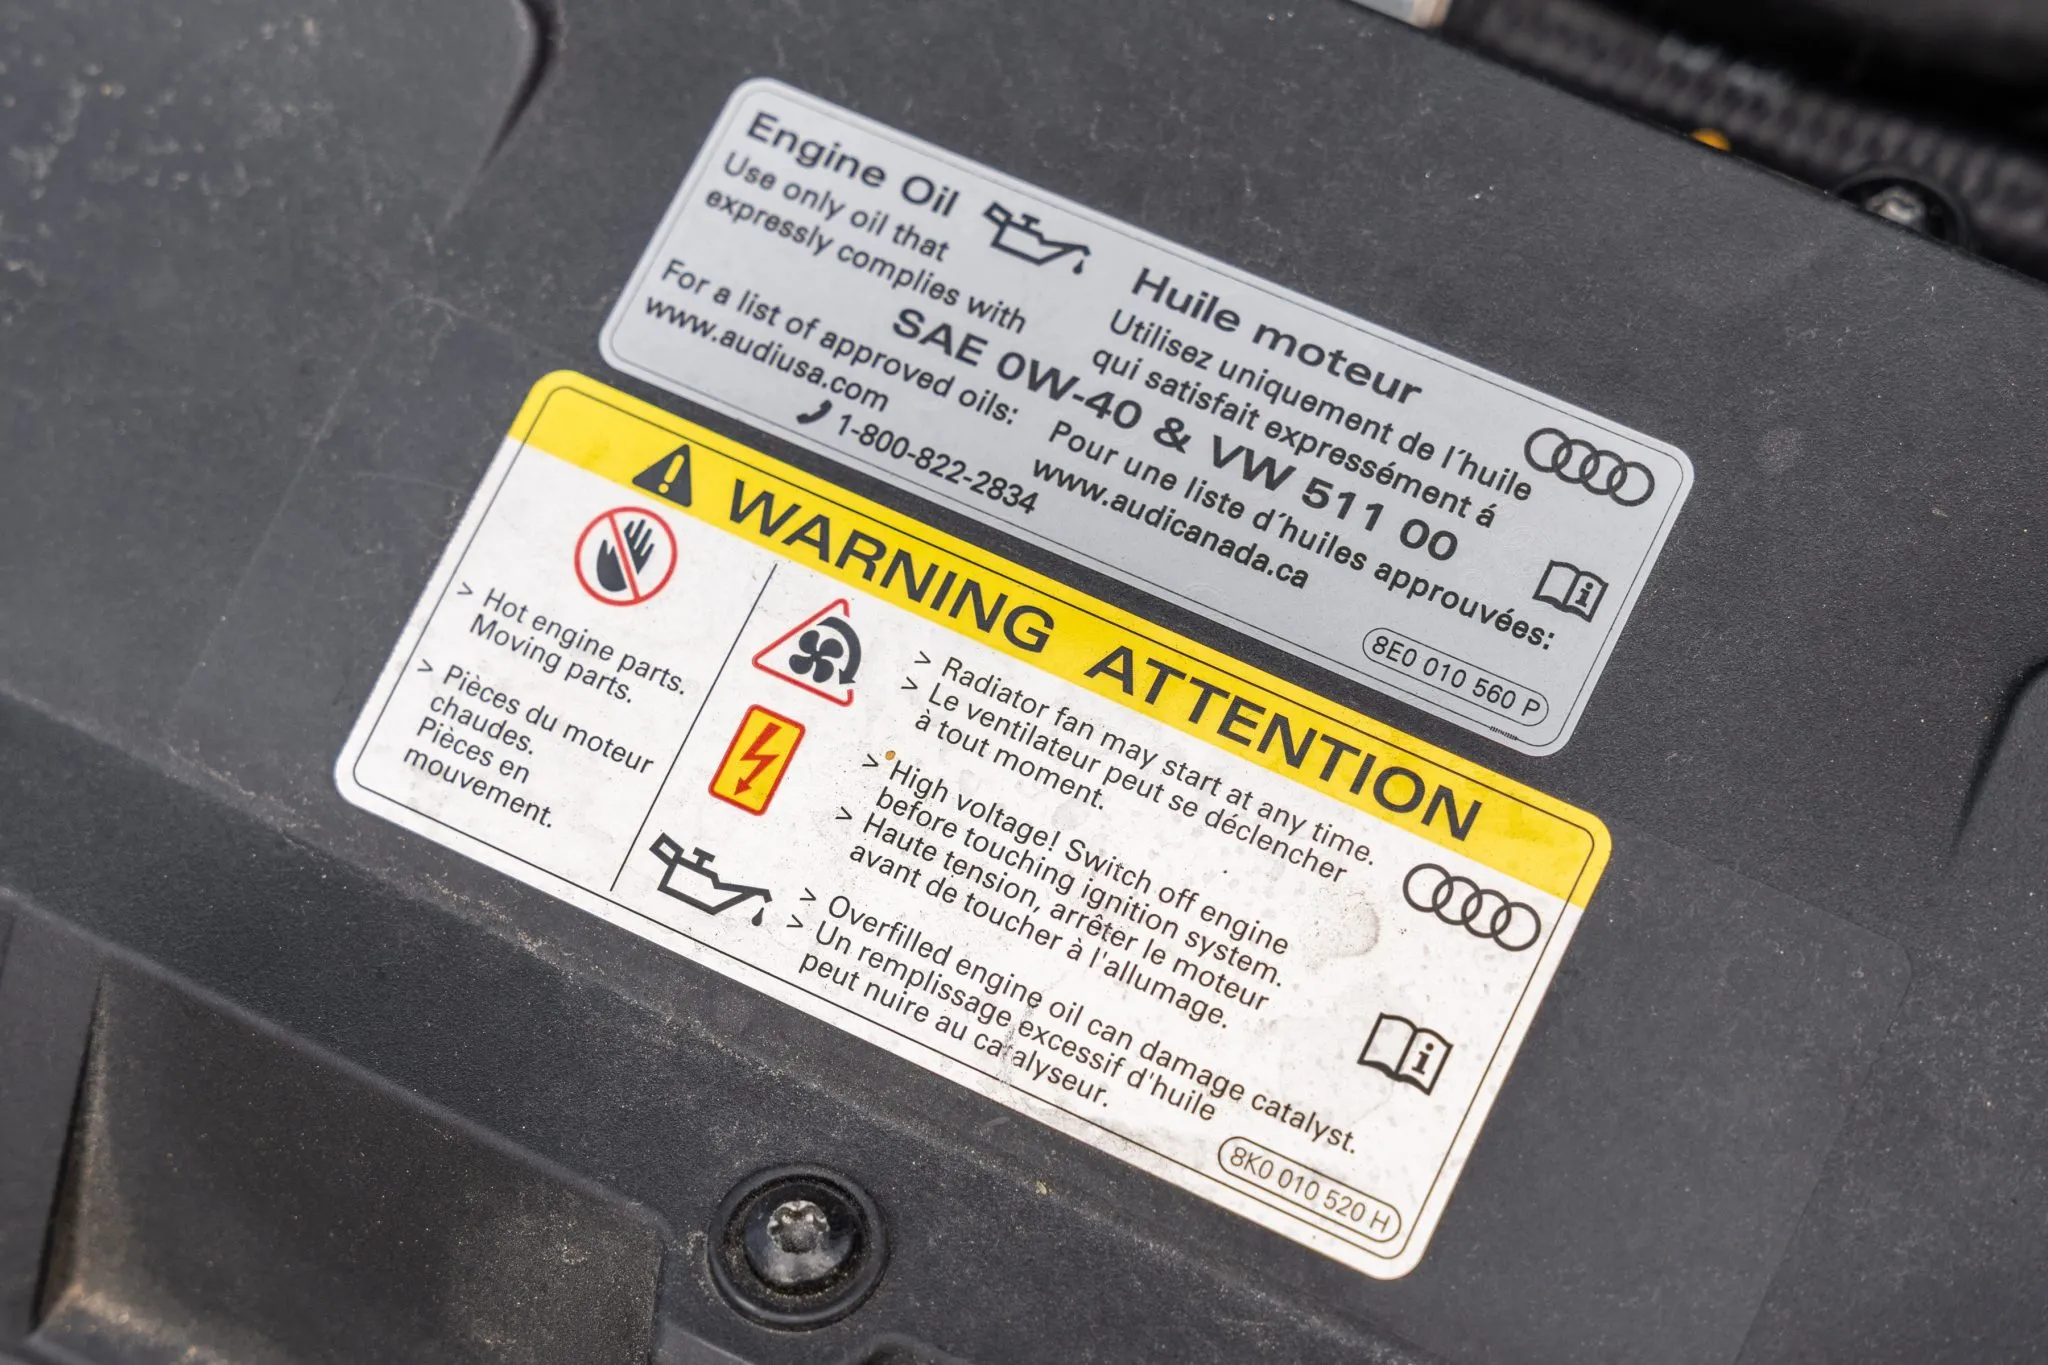 Engine Oil
Use only oil that
expressly complies with
Huile moteur
Utilisez uniquement de l´huile
qui satisfait expressément á
SAE 0W-40 & VW 511 00
For a list of approved oils:
www.audiusa.com
1-800-822-2834
Pour une liste d´huiles approuvées:
www.audicanada.ca
8E0 010 560 P
WARNING ATTENTION
> Hot engine parts.
Moving parts.
> Pièces du moteur
chaudes.
Pièces en
mouvement.
> Radiator fan may start at any time.
> Le ventilateur peut se déclencher
à tout moment.
> High voltage! Switch off engine
before touching ignition system.
> Haute tension, arrêter le moteur
avant de toucher à l'allumage.
> Overfilled engine oil can damage catalyst.
> Un remplissage excessif d'huile
peut nuire au catalyseur.
8K0 010 520 H